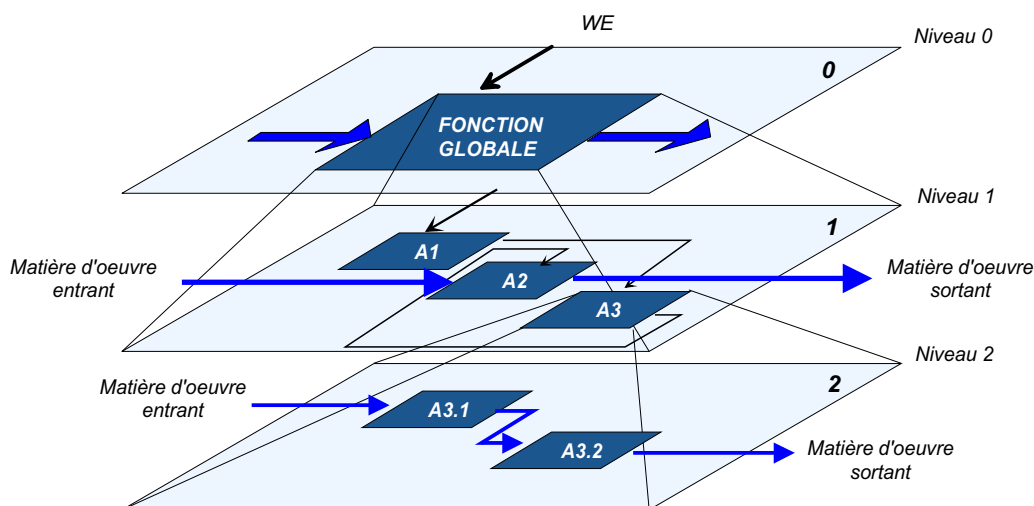 WE
Niveau 0
0
FONCTION
GLOBALE
Niveau 1
1
A1
Matière d'oeuvre
entrant
A2
Matière d'oeuvre
sortant
A3
Niveau 2
2
Matière d'oeuvre
entrant
A3.1
A3.2
Matière d'oeuvre
sortant